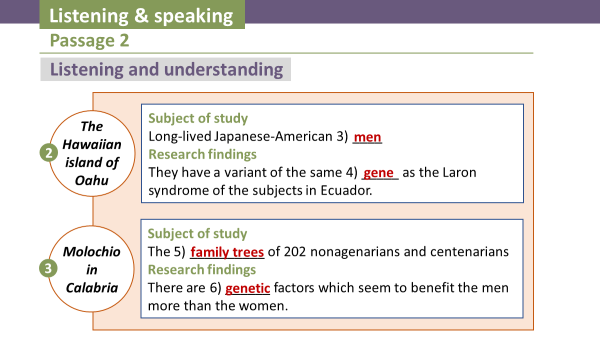 Listening & speaking
Passage 2
Listening and understanding
2
The
Hawaiian
island of
Oahu
Subject of study
Long-lived Japanese-American 3) men
Research findings
They have a variant of the same 4) gene as the Laron
syndrome of the subjects in Ecuador.
3
Molochio
in
Calabria
Subject of study
The 5) family trees of 202 nonagenarians and centenarians
Research findings
There are 6) genetic factors which seem to benefit the men
more than the women.